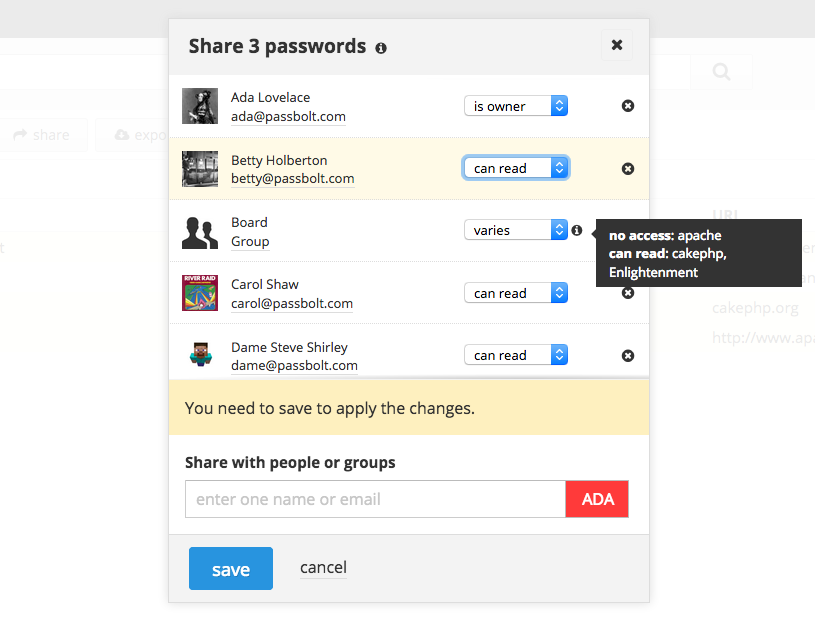 Share 3 passwords
Ada Lovelace
ada@passbolt.com
is owner
share
expo
Betty Holberton
betty@passbolt.com
can read
URL
Board
Group
varies
no access: apache
can read: cakephp,
Enlightenment
RIVER RAID
Carol Shaw
carol@passbolt.com
can read
cakephp.org
http://www.apa
Dame Steve Shirley
dame@passbolt.com
can read
You need to save to apply the changes.
Share with people or groups
enter one name or email
ADA
save
cancel